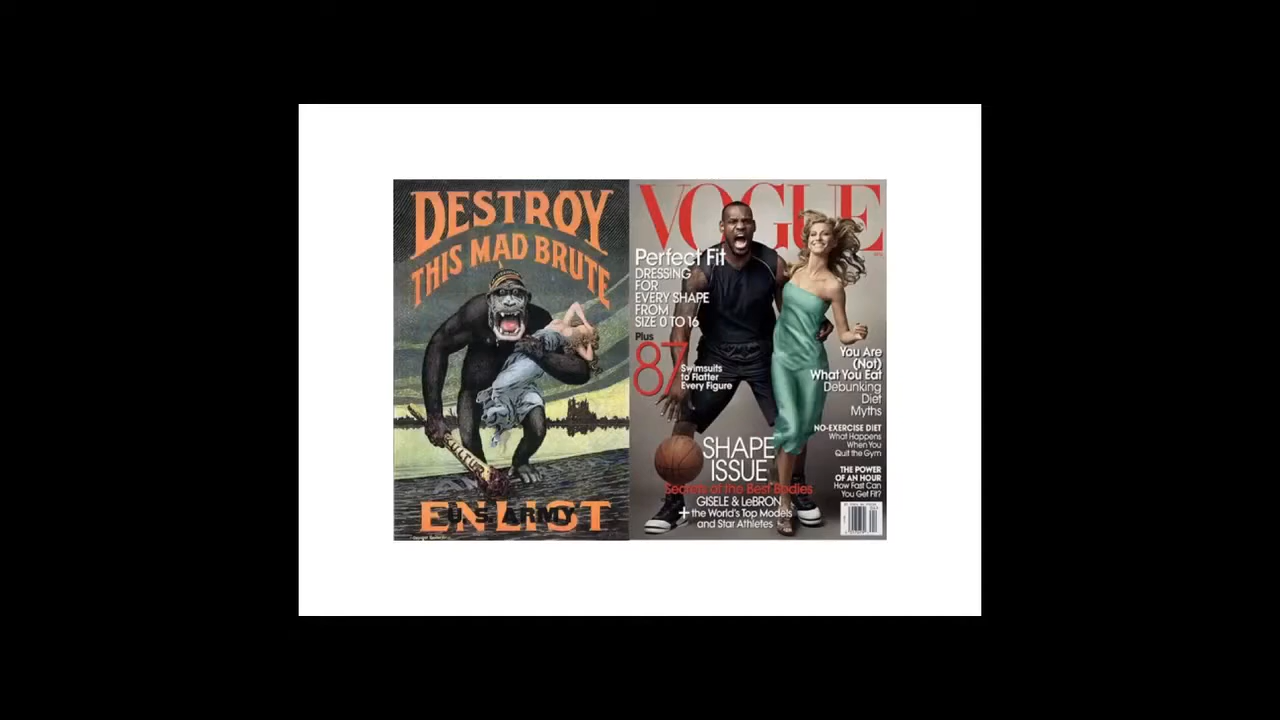 DESTROY
THIS MAD BRUTE
KULTUR
ENLIST
U.S. ARMY
VOGUE
Perfect Fit
DRESSING
FOR
EVERY SHAPE
FROM
SIZE 0 TO 16
Plus
87
Swimsuits
to Flatter
Every Figure
You Are
(Not)
What You Eat
Debunking
Diet
Myths
NO-EXERCISE DIET
What Happens
When You
Quit the Gym
THE POWER
OF AN HOUR
How Fast Can
You Get Fit?
SHAPE
ISSUE
Secrets of the Best Bodies
GISELE & LeBRON
+ the World's Top Models
and Star Athletes